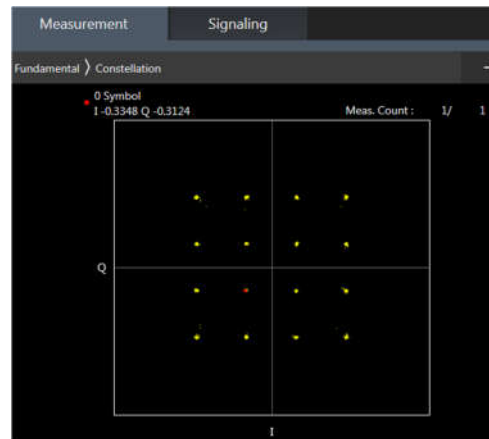 Measurement Signaling
Fundamental 〉 Constellation
0 Symbol
I -0.3348 Q -0.3124 Meas. Count : 1/ 1
Q
I